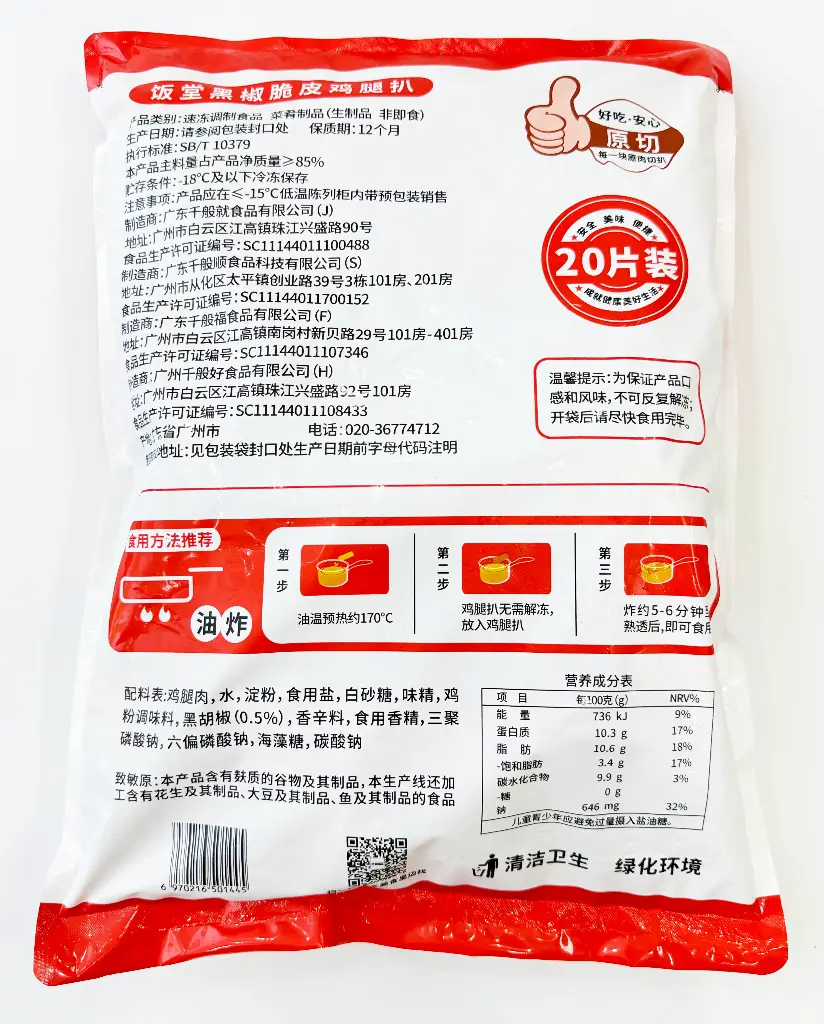 饭堂黑椒脆皮鸡腿扒
产品类别:速冻调制食品 菜肴制品(生制品 非即食)
生产日期:请参阅包装封口处 保质期:12个月
执行标准:SB/T 10379
本产品主料量占产品净质量≥85%
贮存条件:-18℃及以下冷冻保存
注意事项:产品应在≤-15℃低温陈列柜内带预包装销售
制造商:广东千般就食品有限公司(J)
地址:广州市白云区江高镇珠江兴盛路90号
食品生产许可证编号:SC11144011100488
制造商:广东千般顺食品科技有限公司(S)
地址:广州市从化区太平镇创业路39号3栋101房、201房
食品生产许可证编号:SC11144011700152
制造商:广东千般福食品有限公司(F)
地址:广州市白云区江高镇南岗村新贝路29号101房-401房
食品生产许可证编号:SC11144011107346
制造商:广州千般好食品有限公司(H)
地址:广州市白云区江高镇珠江兴盛路92号101房
食品生产许可证编号:SC11144011108433
产地:广东省广州市 电话:020-36774712
地址:见包装袋封口处生产日期前字母代码注明
好吃·安心
原切
每一块原肉切扒
安全 美味 便捷
20片装
成就健康美好生活
温馨提示:为保证产品口
感和风味,不可反复解冻;
开袋后请尽快食用完毕。
食用方法推荐
油炸
第一步
油温预热约170℃
第二步
鸡腿扒无需解冻,
放入鸡腿扒
第三步
炸约5-6分钟至
熟透后,即可食用
配料表:鸡腿肉,水,淀粉,食用盐,白砂糖,味精,鸡
粉调味料,黑胡椒(0.5%),香辛料,食用香精,三聚
磷酸钠,六偏磷酸钠,海藻糖,碳酸钠
致敏原:本产品含有麸质的谷物及其制品,本生产线还加
工含有花生及其制品、大豆及其制品、鱼及其制品的食品
营养成分表
项 目 每100克(g) NRV%
能 量 736 kJ 9%
蛋白质 10.3 g 17%
脂 肪 10.6 g 18%
-饱和脂肪 3.4 g 17%
碳水化合物 9.9 g 3%
-糖 0 g
钠 646 mg 32%
儿童青少年应避免过量摄入盐油糖。
6 970216 501445
清洁卫生 绿化环境